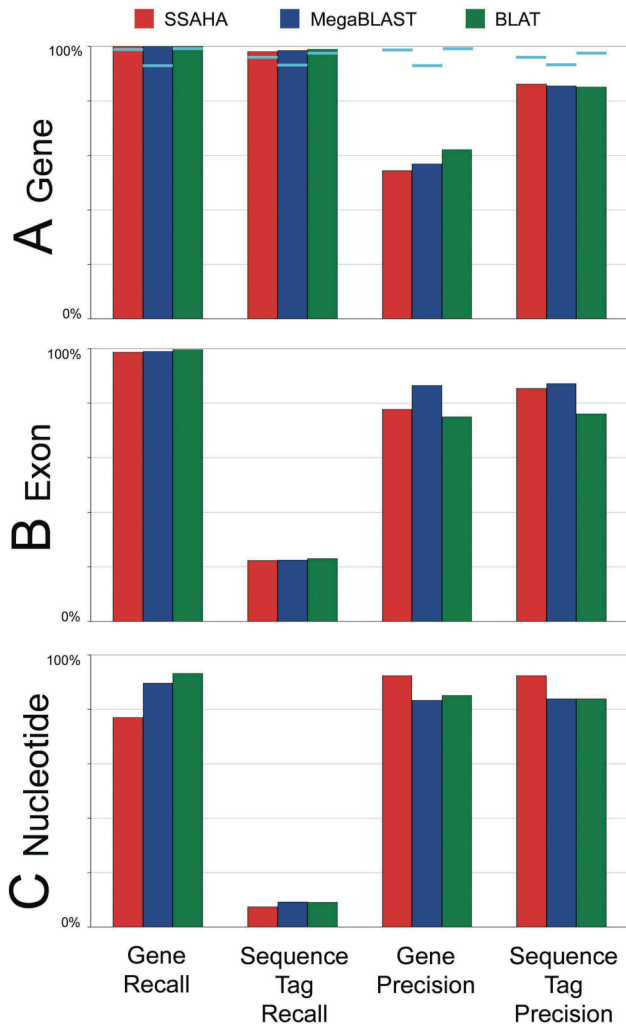 SSAHA MegaBLAST BLAT
100%
A Gene
0%
100%
B Exon
0%
100%
C Nucleotide
0%
Gene
Recall
Sequence
Tag
Recall
Gene
Precision
Sequence
Tag
Precision